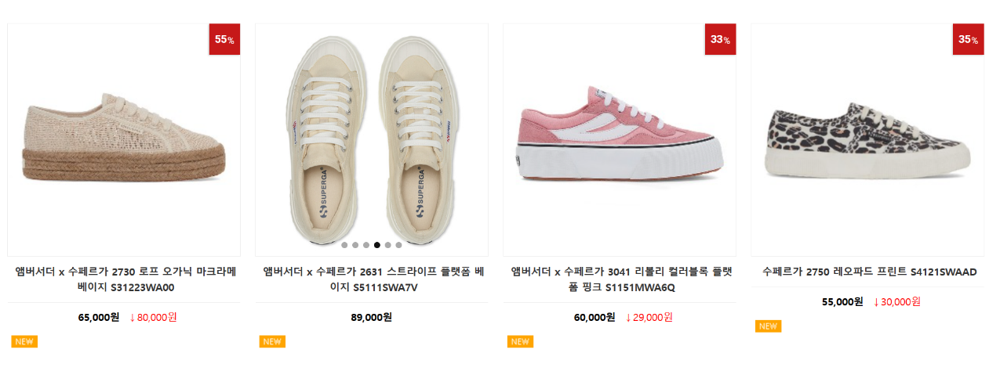 55%
33%
35%
SUPERGA
SUPERGA
앰버서더 x 수페르가 2730 로프 오가닉 마크라메
베이지 S31223WA00
65,000원 ↓80,000원
NEW
앰버서더 x 수페르가 2631 스트라이프 플랫폼 베
이지 S5111SWA7V
89,000원
NEW
앰버서더 x 수페르가 3041 리볼리 컬러블록 플랫
폼 핑크 S1151MWA6Q
60,000원 ↓29,000원
NEW
수페르가 2750 레오파드 프린트 S4121SWAAD
55,000원 ↓30,000원
NEW